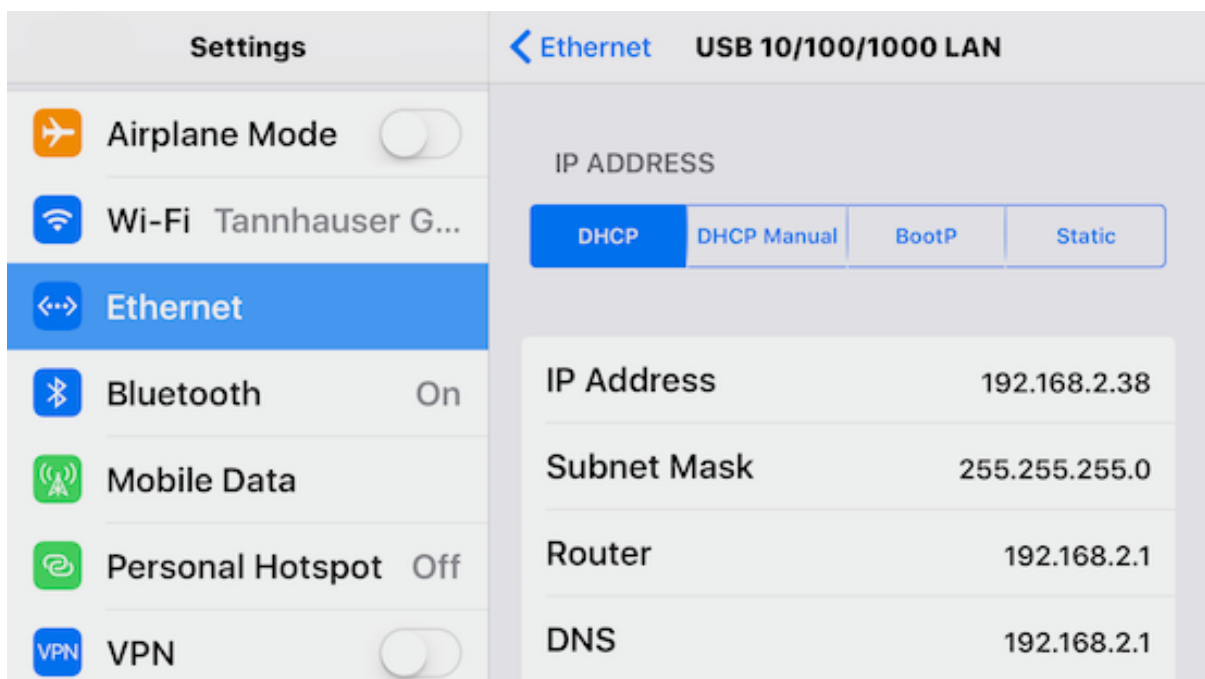 Settings
Airplane Mode
Wi-Fi Tannhauser G...
Ethernet
Bluetooth On
Mobile Data
Personal Hotspot Off
VPN VPN
Ethernet USB 10/100/1000 LAN
IP ADDRESS
DHCP DHCP Manual BootP Static
IP Address 192.168.2.38
Subnet Mask 255.255.255.0
Router 192.168.2.1
DNS 192.168.2.1